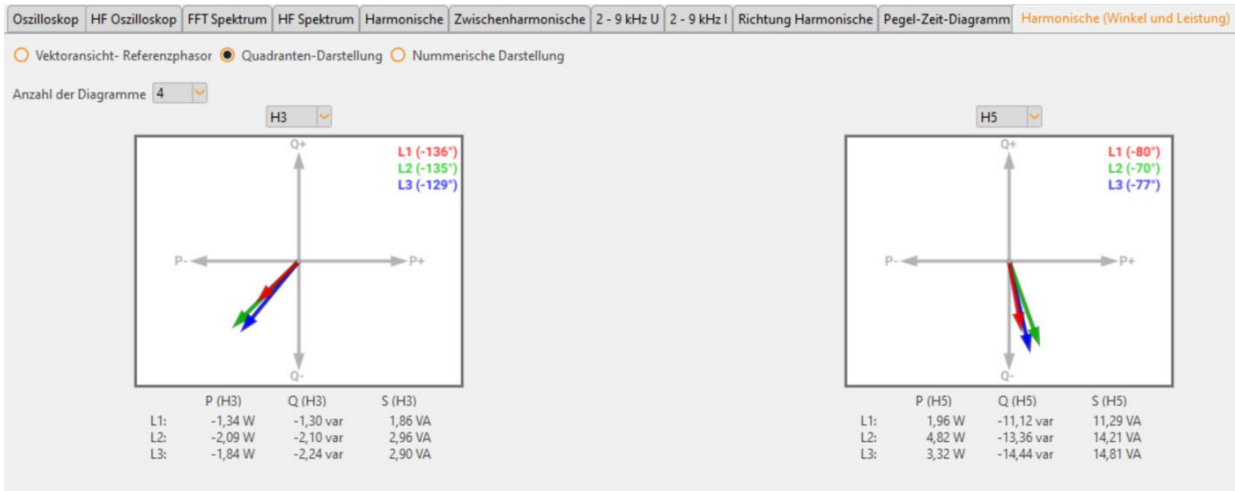 Oszilloskop HF Oszilloskop FFT Spektrum HF Spektrum Harmonische Zwischenharmonische 2 - 9 kHz U 2 - 9 kHz I Richtung Harmonische Pegel-Zeit-Diagramm Harmonische (Winkel und Leistung)
Vektoransicht- Referenzphasor Quadranten-Darstellung Nummerische Darstellung
Anzahl der Diagramme 4
H3
Q+
L1 (-136°)
L2 (-135°)
L3 (-129°)
P- P+
Q-
P (H3) Q (H3) S (H3)
L1: -1,34 W -1,30 var 1,86 VA
L2: -2,09 W -2,10 var 2,96 VA
L3: -1,84 W -2,24 var 2,90 VA
H5
Q+
L1 (-80°)
L2 (-70°)
L3 (-77°)
P- P+
Q-
P (H5) Q (H5) S (H5)
L1: 1,96 W -11,12 var 11,29 VA
L2: 4,82 W -13,36 var 14,21 VA
L3: 3,32 W -14,44 var 14,81 VA